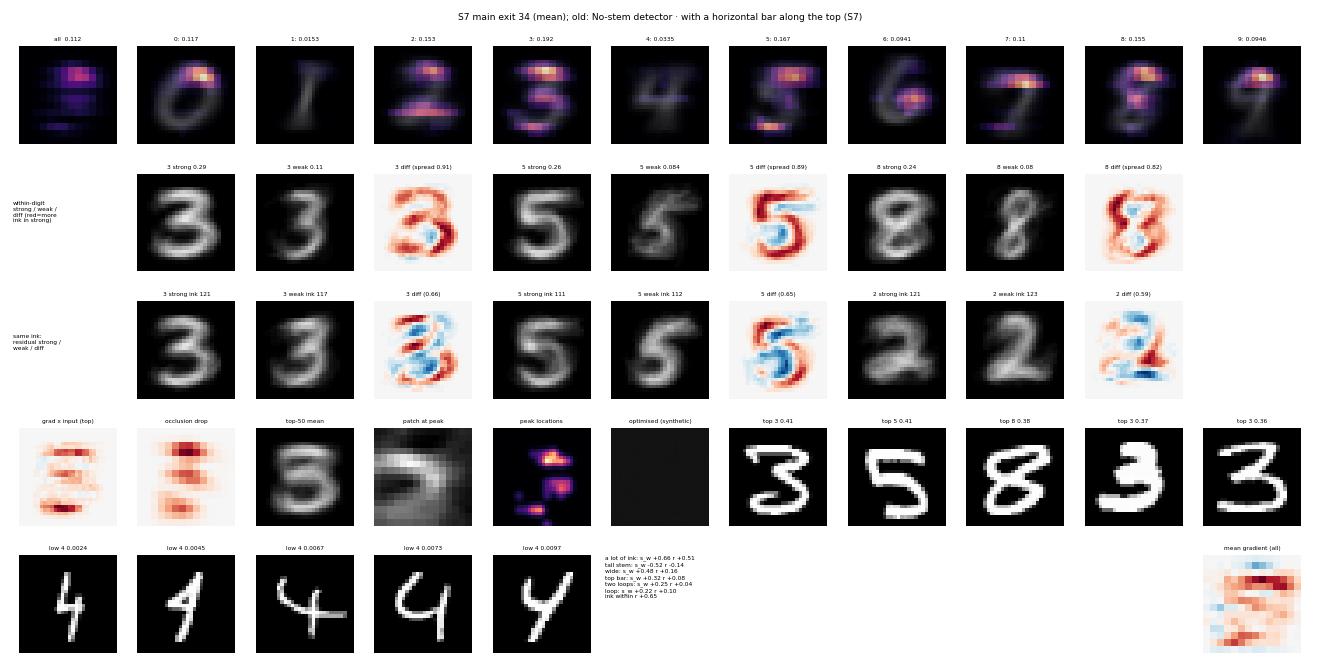 S7 main exit 34 (mean); old: No-stem detector · with a horizontal bar along the top (S7)
all 0.112
0: 0.117
1: 0.0153
2: 0.153
3: 0.192
4: 0.0335
5: 0.167
6: 0.0941
7: 0.11
8: 0.155
9: 0.0946
within-digit
strong / weak /
diff (red=more
ink in strong)
3 strong 0.29
3 weak 0.11
3 diff (spread 0.91)
5 strong 0.26
5 weak 0.084
5 diff (spread 0.89)
8 strong 0.24
8 weak 0.08
8 diff (spread 0.82)
same ink:
residual strong /
weak / diff
3 strong ink 121
3 weak ink 117
3 diff (0.66)
5 strong ink 111
5 weak ink 112
5 diff (0.65)
2 strong ink 121
2 weak ink 123
2 diff (0.59)
grad x input (top)
occlusion drop
top-50 mean
patch at peak
peak locations
optimised (synthetic)
top 3 0.41
top 5 0.41
top 8 0.38
top 3 0.37
top 3 0.36
low 4 0.0024
low 4 0.0045
low 4 0.0067
low 4 0.0073
low 4 0.0097
a lot of ink: s_w +0.66 r +0.51
tall stem: s_w -0.52 r -0.14
wide: s_w +0.48 r +0.16
top bar: s_w +0.32 r +0.08
two loops: s_w +0.25 r +0.04
loop: s_w +0.22 r +0.10
ink within r +0.65
mean gradient (all)